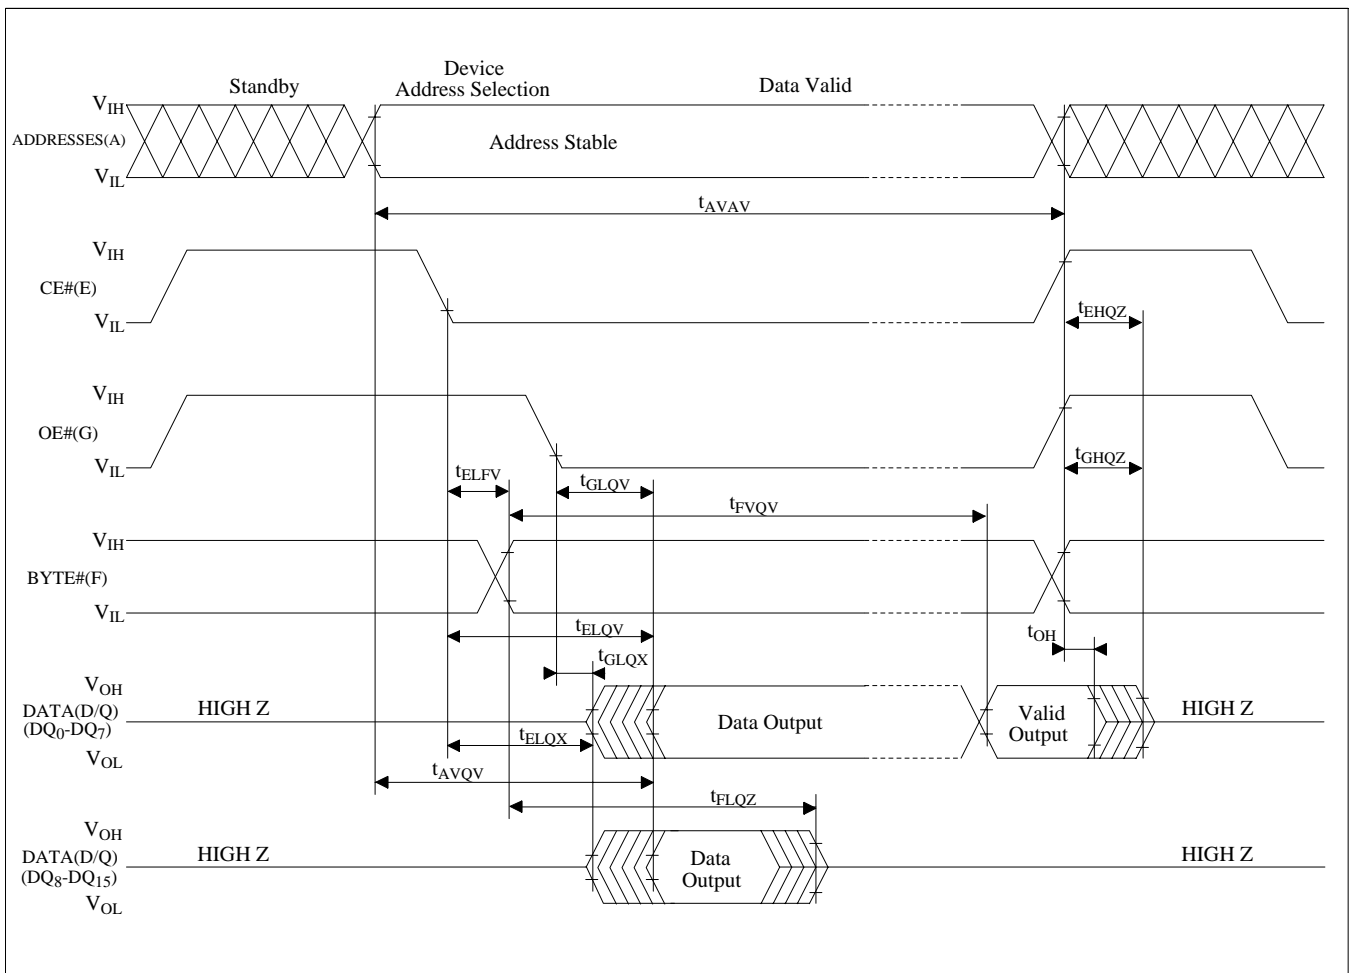 Standby
Device
Address Selection
Data Valid
VIH
ADDRESSES(A)
Address Stable
VIL
tAVAV
VIH
CE#(E)
VIL
tEHQZ
VIH
OE#(G)
VIL
tELFV
tGLQV
tGHQZ
tFVQV
VIH
BYTE#(F)
VIL
tELQV
tOH
tGLQX
VOH
DATA(D/Q)
(DQ0-DQ7)
VOL
HIGH Z
Data Output
Valid
Output
HIGH Z
tELQX
tAVQV
tFLQZ
VOH
DATA(D/Q)
(DQ8-DQ15)
VOL
HIGH Z
Data
Output
HIGH Z